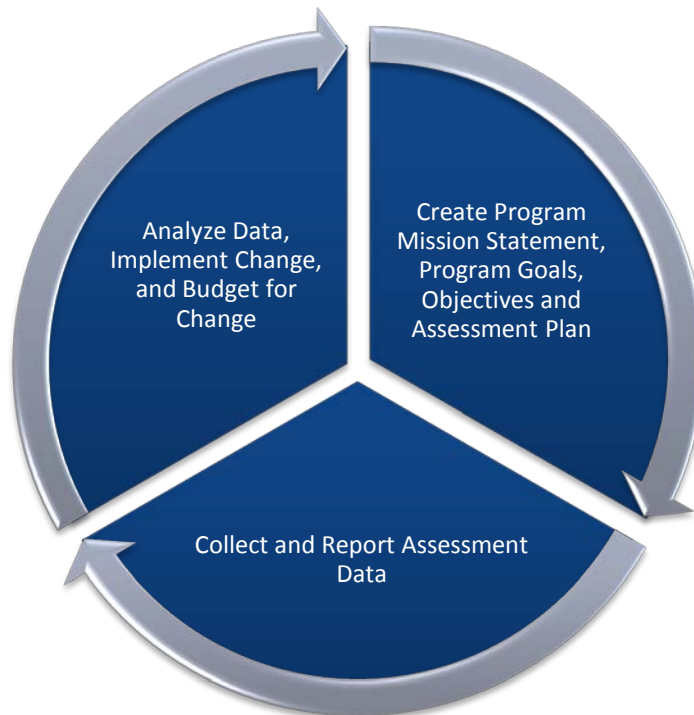 Analyze Data,
Implement Change,
and Budget for
Change
Create Program
Mission Statement,
Program Goals,
Objectives and
Assessment Plan
Collect and Report Assessment
Data